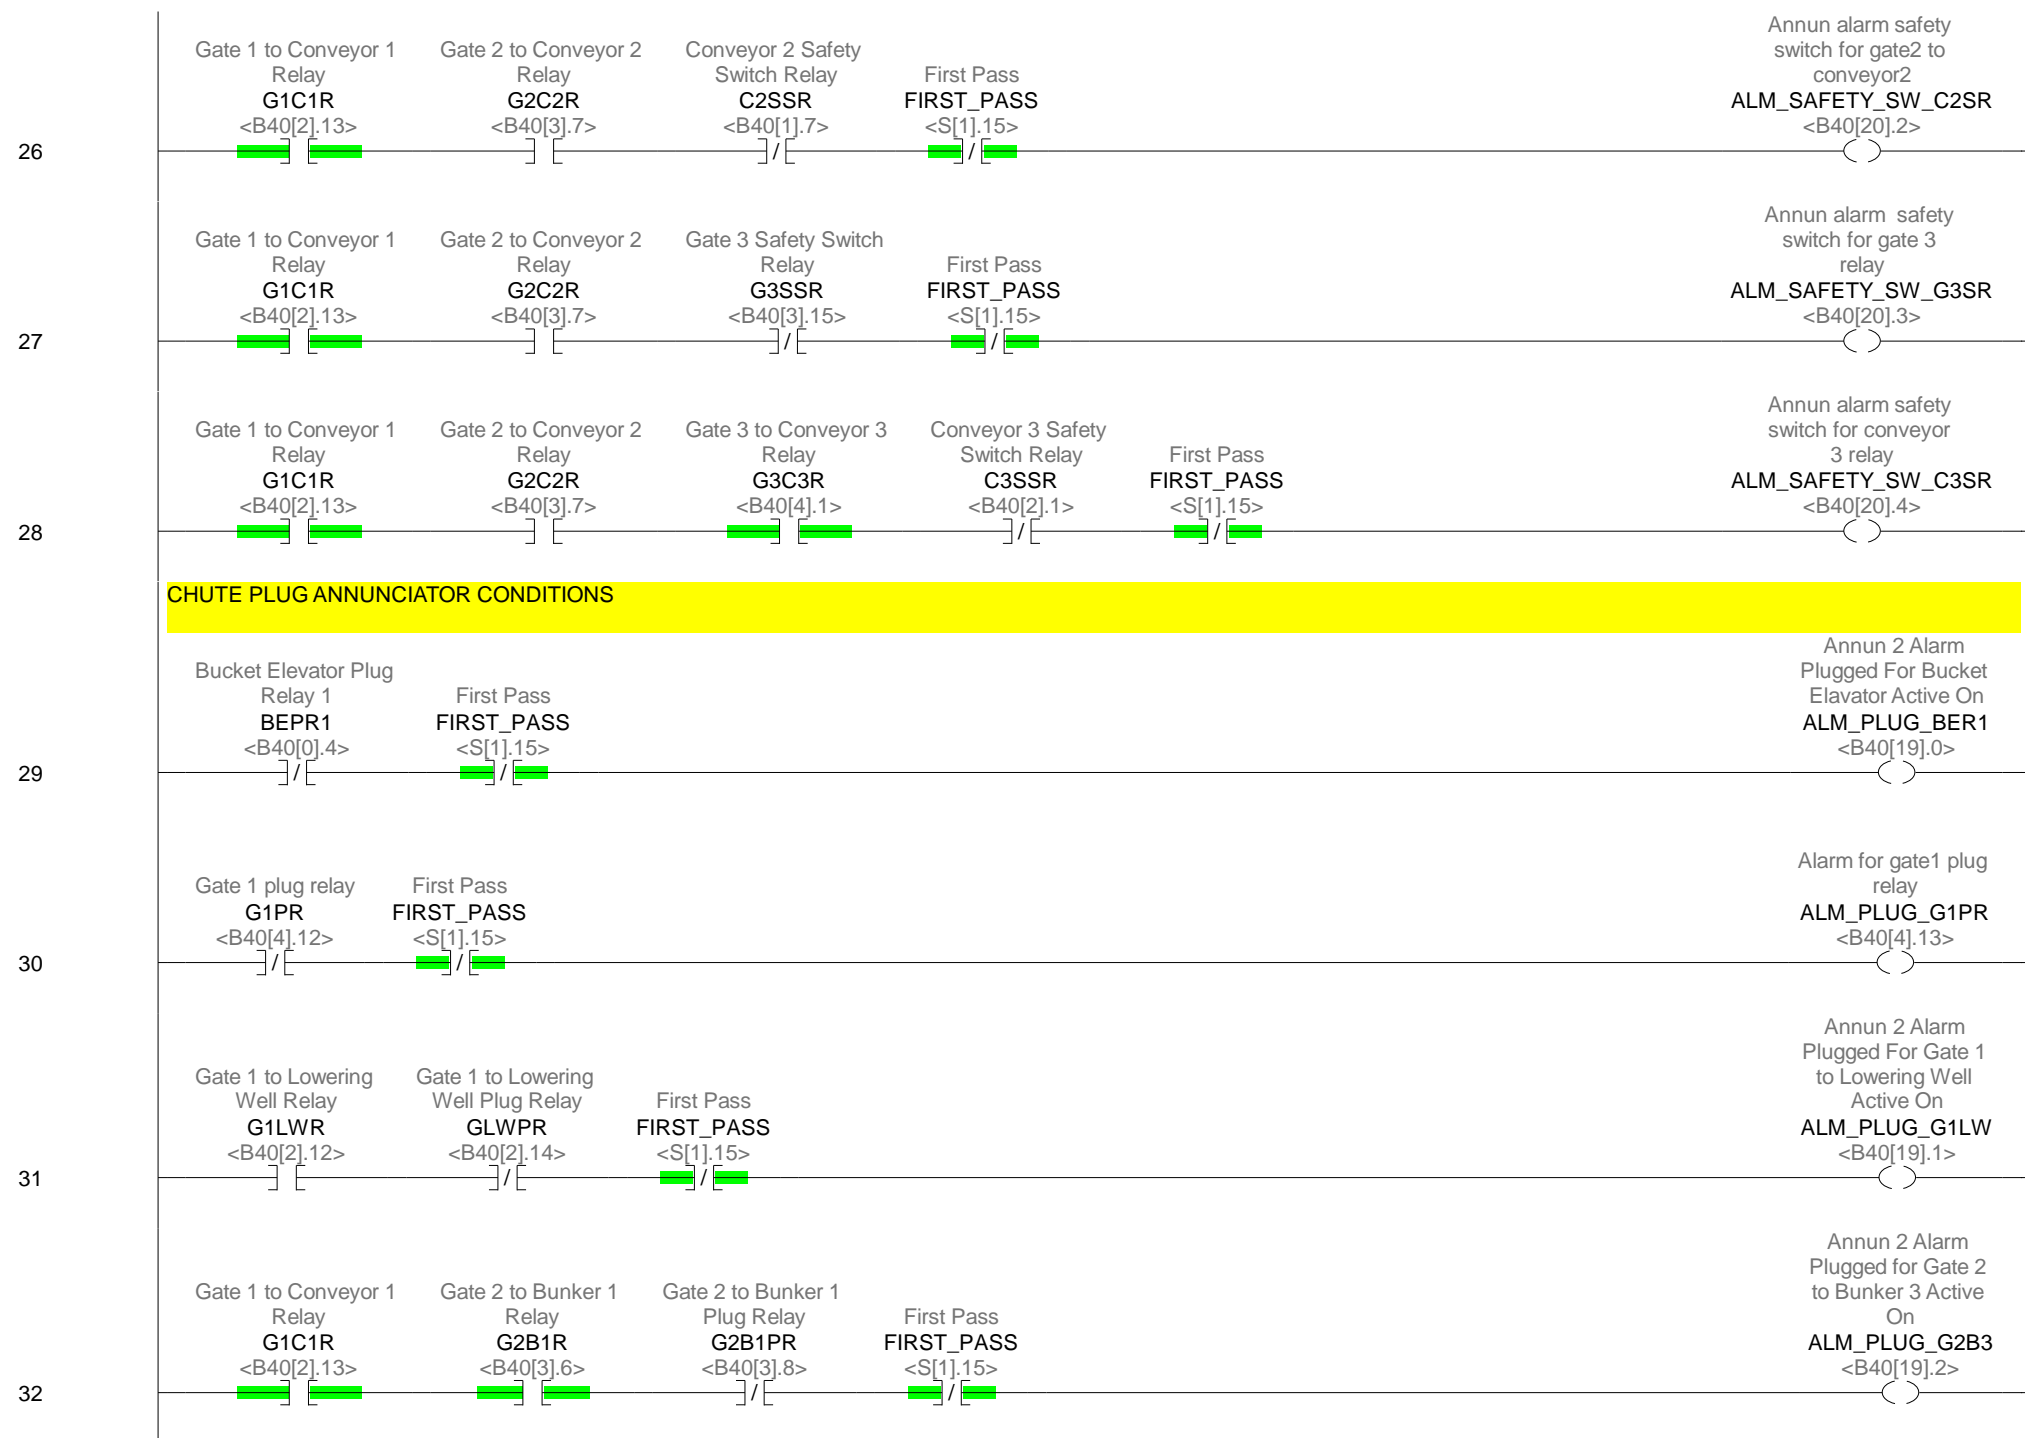 Gate 1 to Conveyor 1
Relay
G1C1R
<B40[2].13>
Gate 2 to Conveyor 2
Relay
G2C2R
<B40[3].7>
Conveyor 2 Safety
Switch Relay
C2SSR
<B40[1].7>
First Pass
FIRST_PASS
<S[1].15>
Annun alarm safety
switch for gate2 to
conveyor2
ALM_SAFETY_SW_C2SR
<B40[20].2>
26
Gate 1 to Conveyor 1
Relay
G1C1R
<B40[2].13>
Gate 2 to Conveyor 2
Relay
G2C2R
<B40[3].7>
Gate 3 Safety Switch
Relay
G3SSR
<B40[3].15>
First Pass
FIRST_PASS
<S[1].15>
Annun alarm  safety
switch for gate 3
relay
ALM_SAFETY_SW_G3SR
<B40[20].3>
27
Gate 1 to Conveyor 1
Relay
G1C1R
<B40[2].13>
Gate 2 to Conveyor 2
Relay
G2C2R
<B40[3].7>
Gate 3 to Conveyor 3
Relay
G3C3R
<B40[4].1>
Conveyor 3 Safety
Switch Relay
C3SSR
<B40[2].1>
First Pass
FIRST_PASS
<S[1].15>
Annun alarm safety
switch for conveyor
3 relay
ALM_SAFETY_SW_C3SR
<B40[20].4>
28
CHUTE PLUG ANNUNCIATOR CONDITIONS
Bucket Elevator Plug
Relay 1
BEPR1
<B40[0].4>
First Pass
FIRST_PASS
<S[1].15>
Annun 2 Alarm
Plugged For Bucket
Elavator Active On
ALM_PLUG_BER1
<B40[19].0>
29
Gate 1 plug relay
G1PR
<B40[4].12>
First Pass
FIRST_PASS
<S[1].15>
Alarm for gate1 plug
relay
ALM_PLUG_G1PR
<B40[4].13>
30
Gate 1 to Lowering
Well Relay
G1LWR
<B40[2].12>
Gate 1 to Lowering
Well Plug Relay
GLWPR
<B40[2].14>
First Pass
FIRST_PASS
<S[1].15>
Annun 2 Alarm
Plugged For Gate 1
to Lowering Well
Active On
ALM_PLUG_G1LW
<B40[19].1>
31
Gate 1 to Conveyor 1
Relay
G1C1R
<B40[2].13>
Gate 2 to Bunker 1
Relay
G2B1R
<B40[3].6>
Gate 2 to Bunker 1
Plug Relay
G2B1PR
<B40[3].8>
First Pass
FIRST_PASS
<S[1].15>
Annun 2 Alarm
Plugged for Gate 2
to Bunker 3 Active
On
ALM_PLUG_G2B3
<B40[19].2>
32